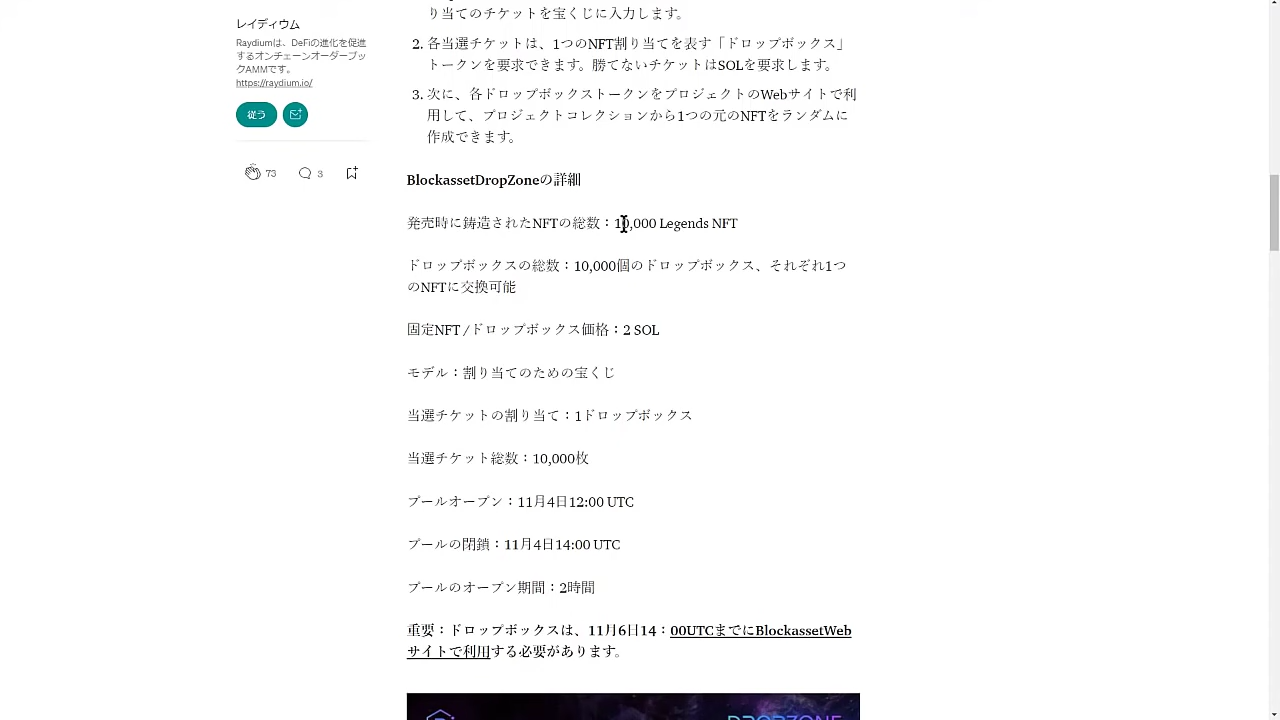 レイディウム
Raydiumは、DeFiの進化を促進
するオンチェーンオーダーブッ
クAMMです。
https://raydium.io/
従う
73
3
り当てのチケットを宝くじに入力します。
2. 各当選チケットは、1つのNFT割り当てを表す「ドロップボックス」
トークンを要求できます。勝てないチケットはSOLを要求します。
3. 次に、各ドロップボックストークンをプロジェクトのWebサイトで利
用して、プロジェクトコレクションから1つの元のNFTをランダムに
作成できます。
BlockassetDropZoneの詳細
発売時に鋳造されたNFTの総数：10,000 Legends NFT
ドロップボックスの総数：10,000個のドロップボックス、それぞれ1つ
のNFTに交換可能
固定NFT /ドロップボックス価格：2 SOL
モデル：割り当てのための宝くじ
当選チケットの割り当て：1ドロップボックス
当選チケット総数：10,000枚
プールオープン：11月4日12:00 UTC
プールの閉鎖：11月4日14:00 UTC
プールのオープン期間：2時間
重要：ドロップボックスは、11月6日14：00UTCまでにBlockassetWeb
サイトで利用する必要があります。
DROPZONE